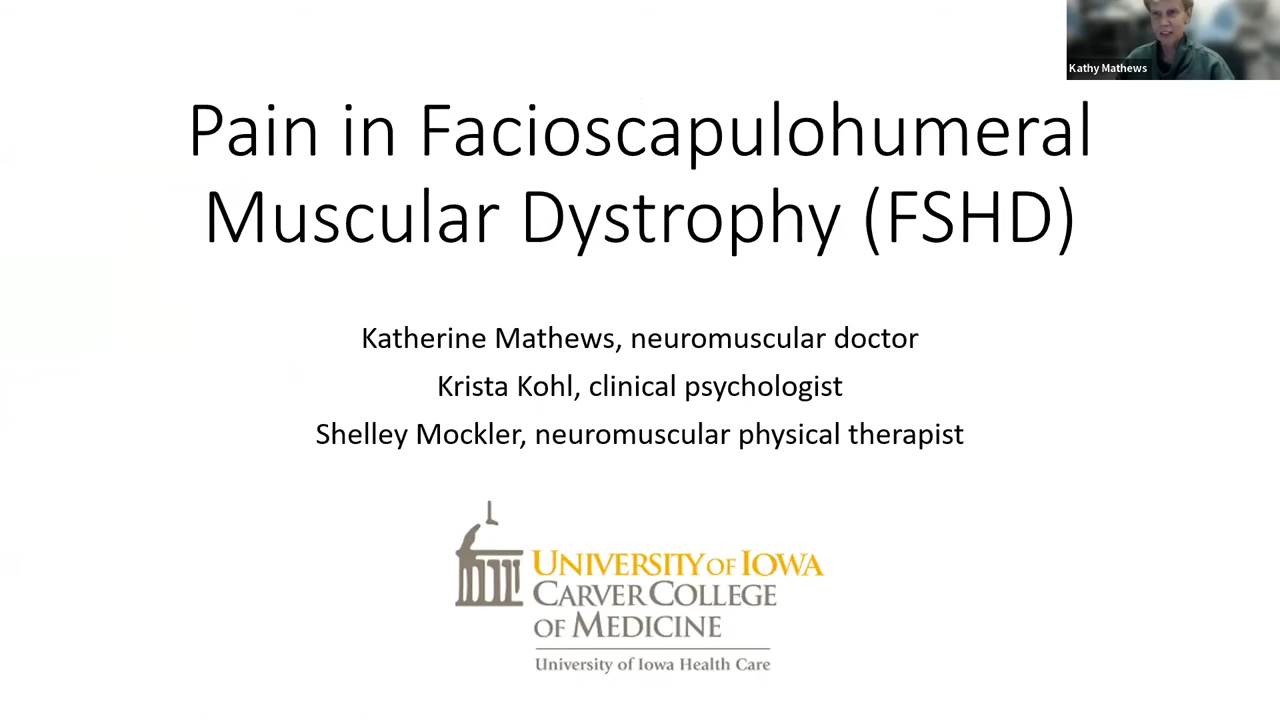 Kathy Mathews
Pain in Facioscapulohumeral
Muscular Dystrophy (FSHD)
Katherine Mathews, neuromuscular doctor
Krista Kohl, clinical psychologist
Shelley Mockler, neuromuscular physical therapist
UNIVERSITY OF IOWA
CARVER COLLEGE
OF MEDICINE
University of Iowa Health Care